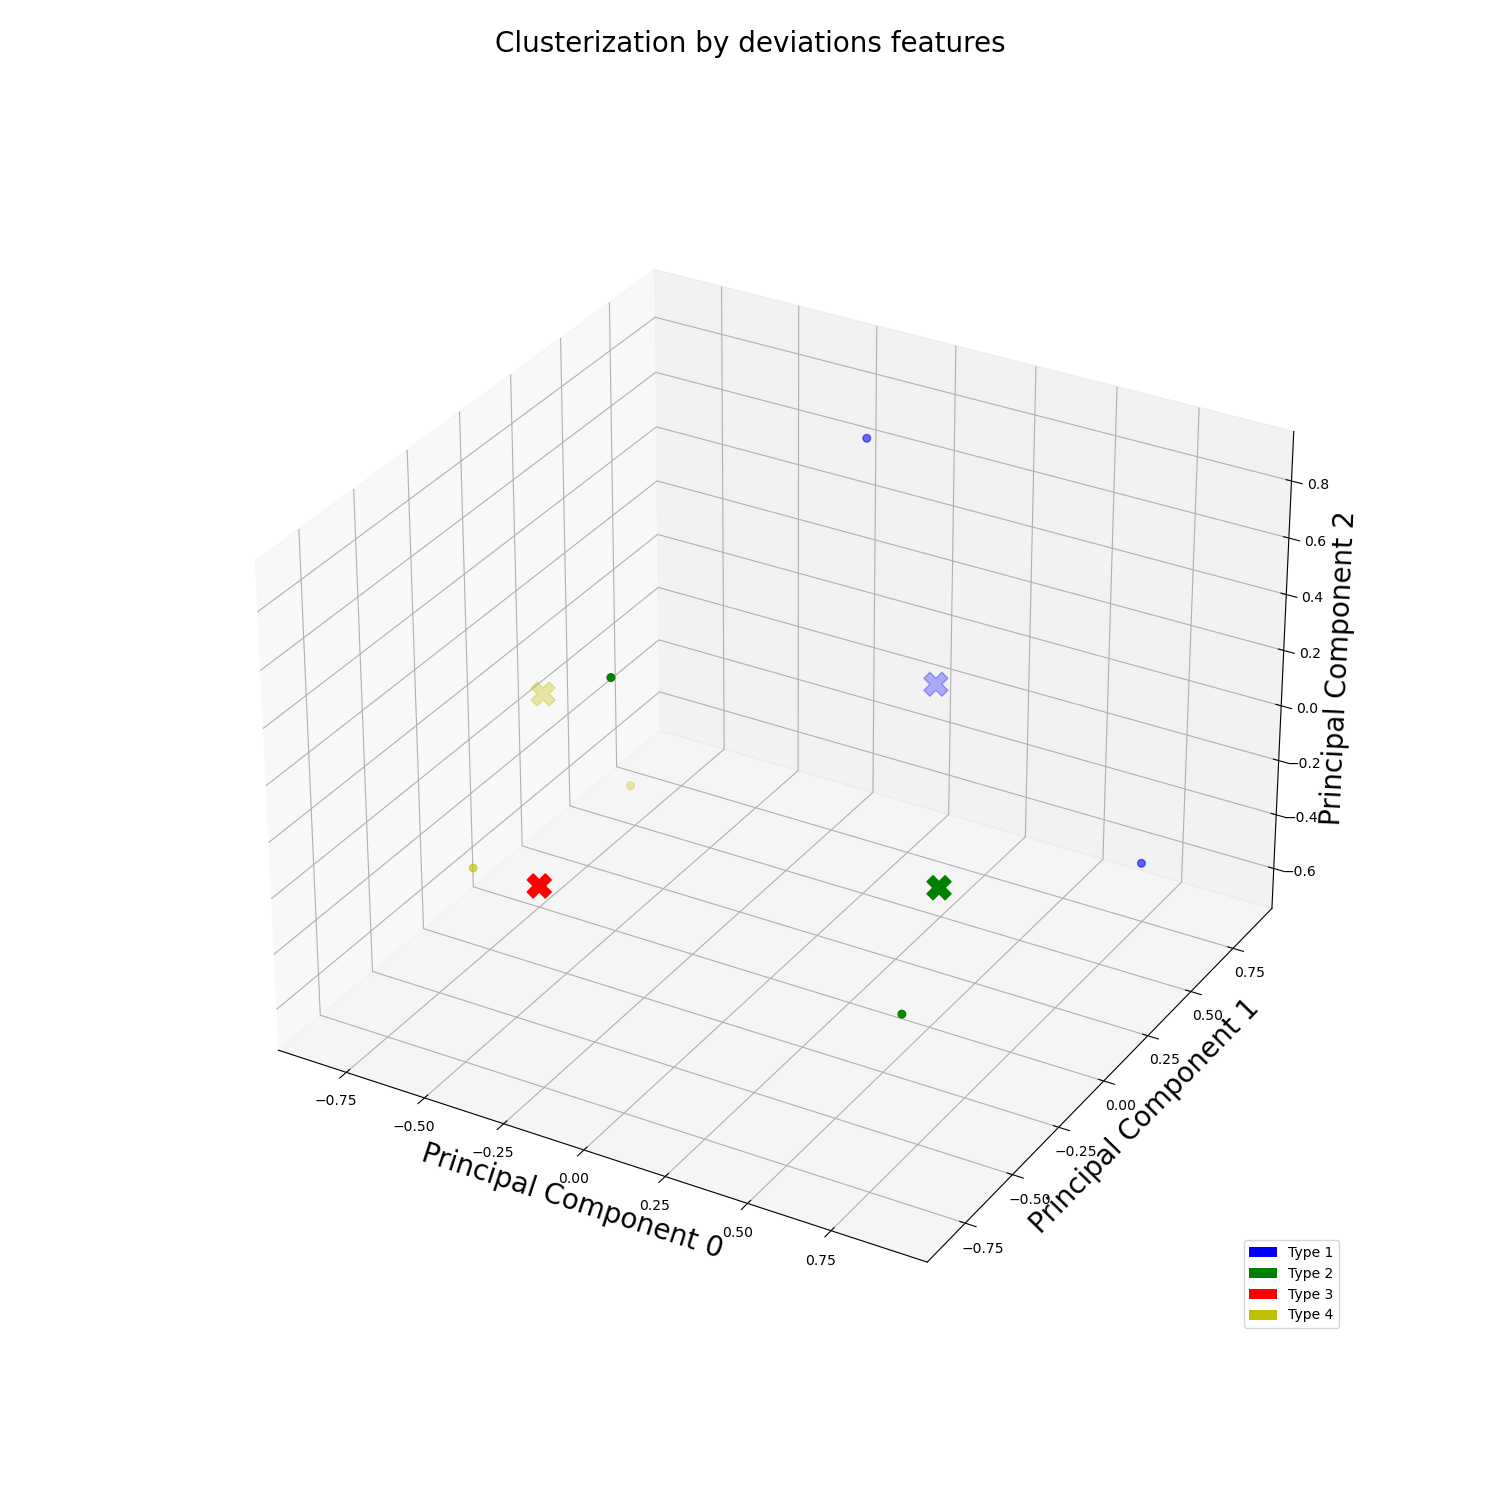 Clusterization by deviations features
0.8
0.6
0.4
0.2
0.0
−0.2
−0.4
−0.6
Principal Component 2
0.75
0.50
0.25
0.00
−0.25
−0.50
−0.75
Principal Component 1
−0.75
−0.50
−0.25
0.00
0.25
0.50
0.75
Principal Component 0
Type 1
Type 2
Type 3
Type 4